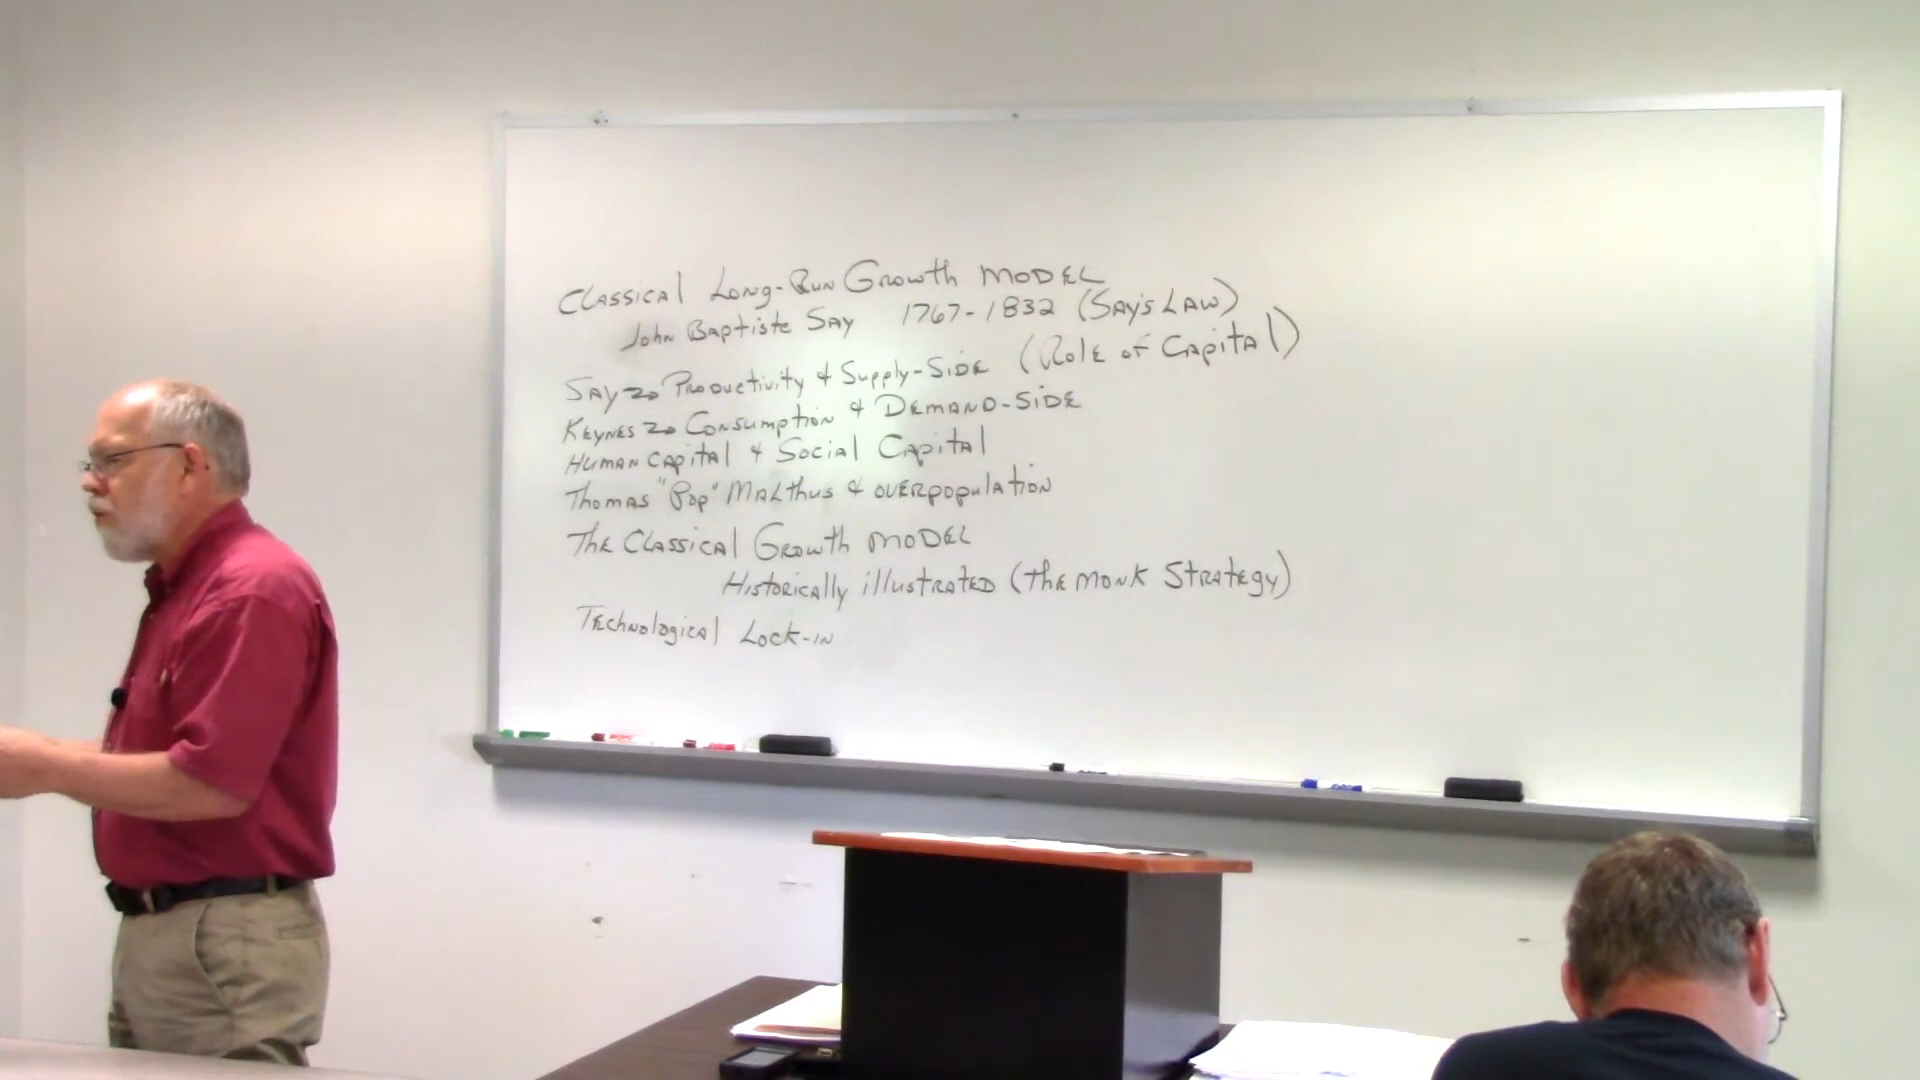 Classical Long-Run Growth Model
John Baptiste Say 1767-1832 (Say's Law)
Say → Productivity & Supply-Side (Role of Capital)
Keynes → Consumption & Demand-Side
Human Capital & Social Capital
Thomas "Pop" Malthus & overpopulation
The Classical Growth Model
Historically illustrated (the Monk Strategy)
Technological Lock-in